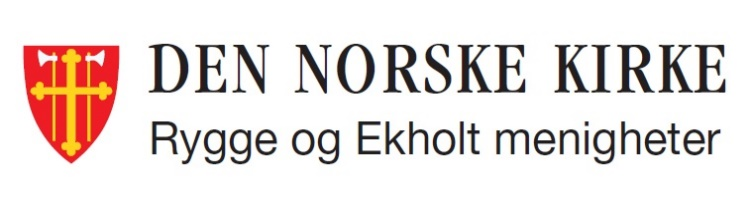 DEN NORSKE KIRKE
Rygge og Ekholt menigheter